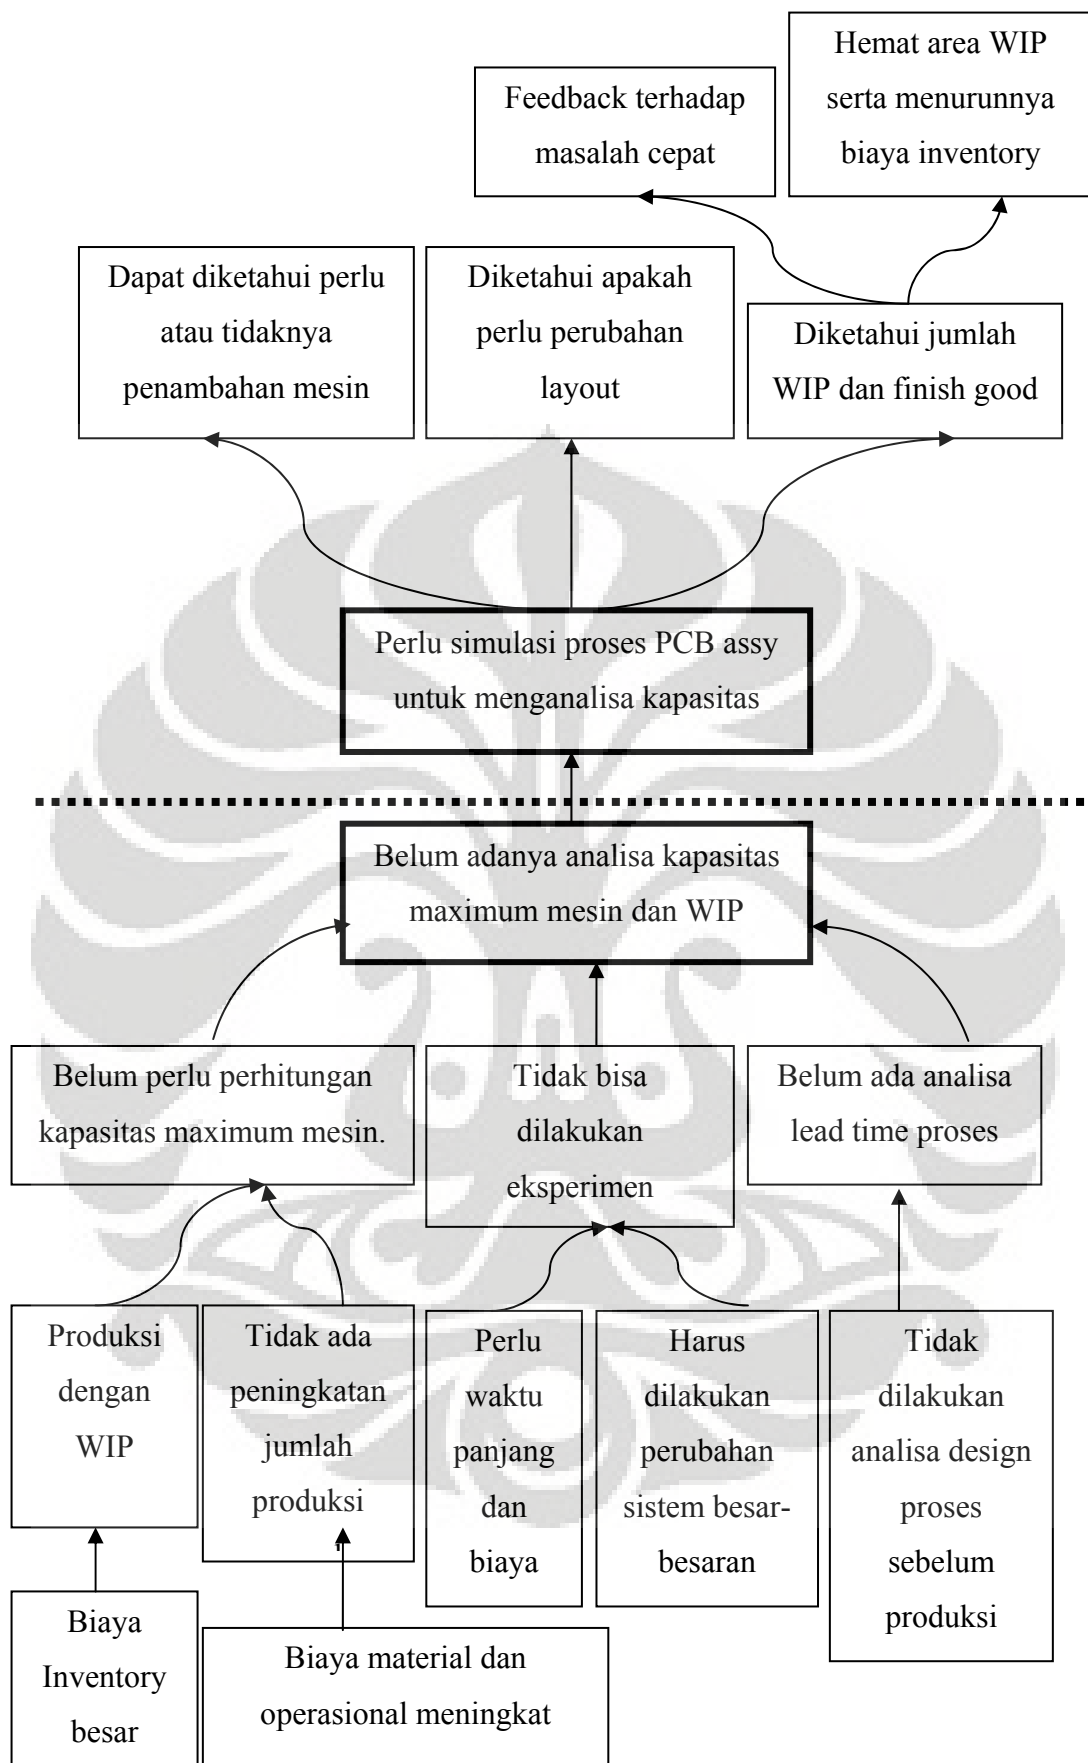 Hemat area WIP
serta menurunnya
biaya inventory
Feedback terhadap
masalah cepat
Dapat diketahui perlu
atau tidaknya
penambahan mesin
Diketahui apakah
perlu perubahan
layout
Diketahui jumlah
WIP dan finish good
Perlu simulasi proses PCB assy
untuk menganalisa kapasitas
Belum adanya analisa kapasitas
maximum mesin dan WIP
Belum perlu perhitungan
kapasitas maximum mesin.
Tidak bisa
dilakukan
eksperimen
Belum ada analisa
lead time proses
Produksi
dengan
WIP
Tidak ada
peningkatan
jumlah
produksi
Perlu
waktu
panjang
dan
biaya
Harus
dilakukan
perubahan
sistem besar-
besaran
Tidak
dilakukan
analisa design
proses
sebelum
produksi
Biaya
Inventory
besar
Biaya material dan
operasional meningkat